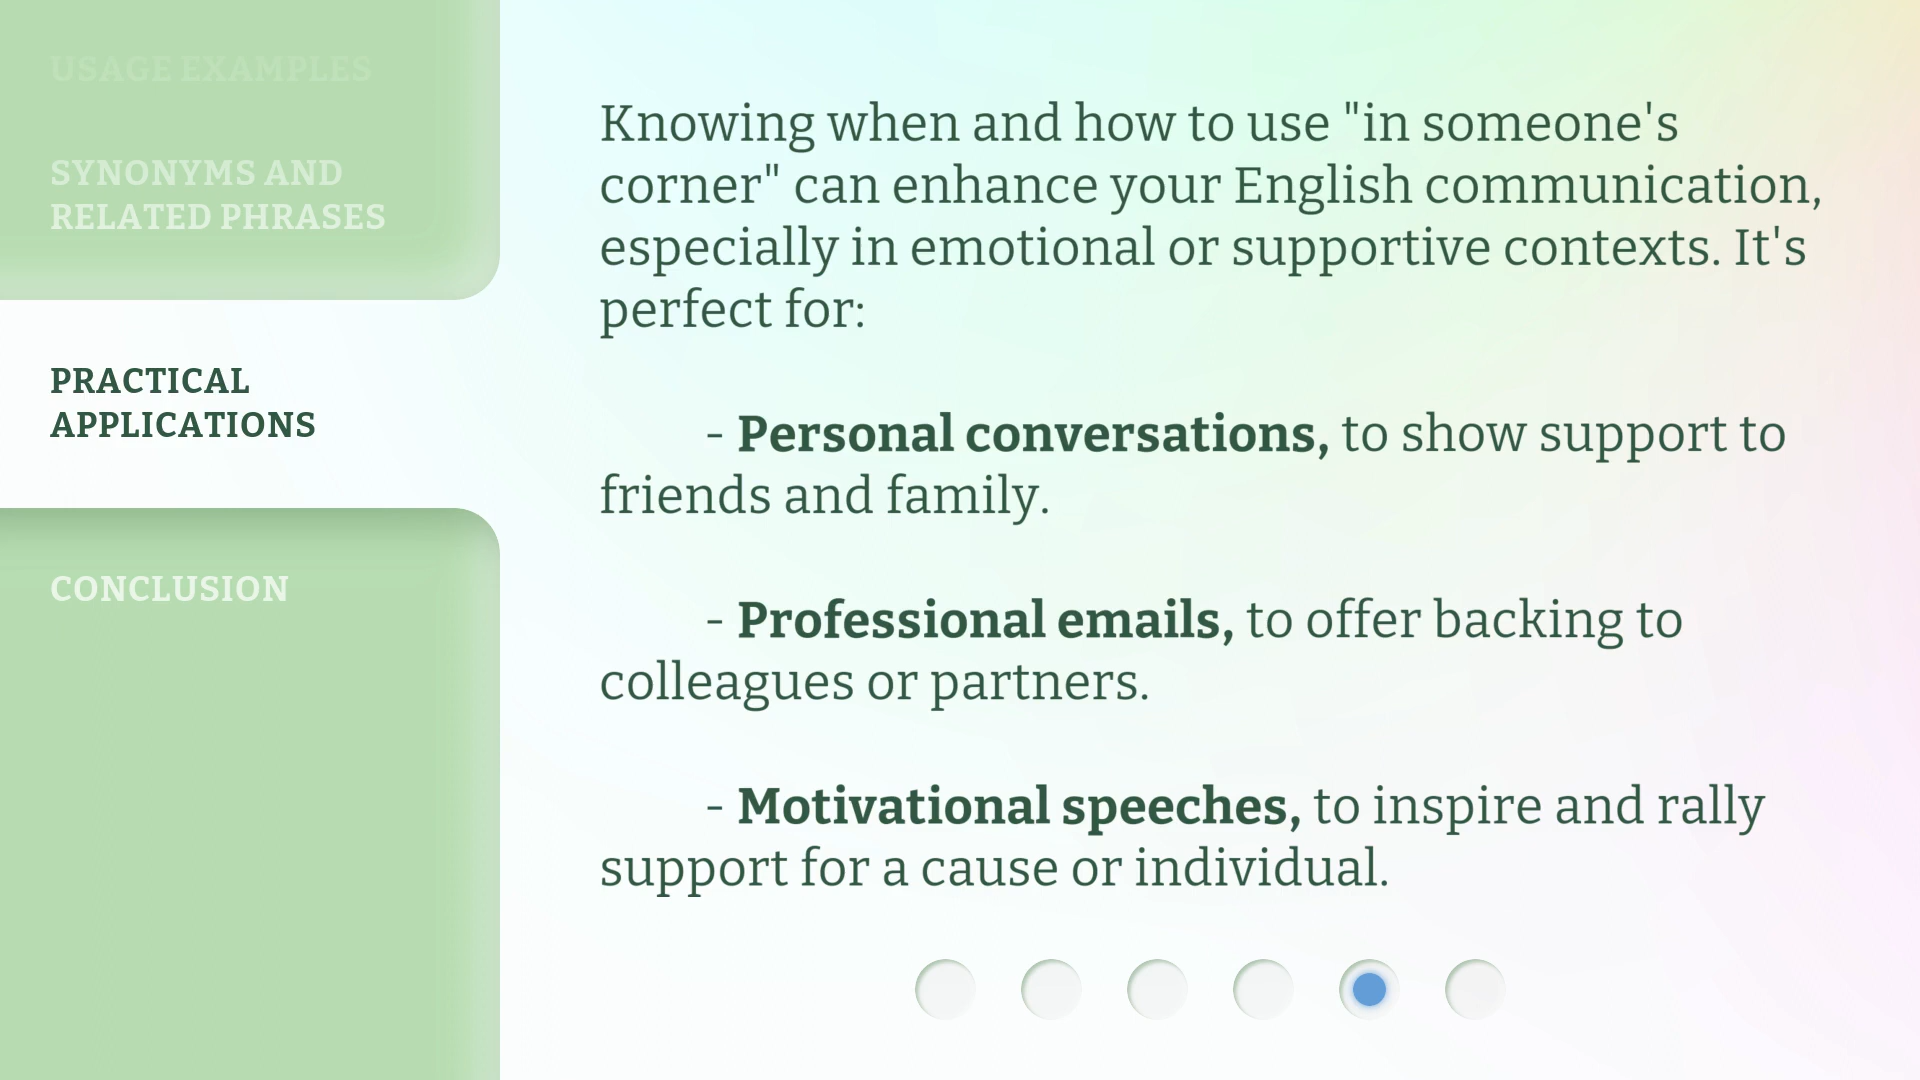 USAGE EXAMPLES
SYNONYMS AND
RELATED PHRASES
PRACTICAL
APPLICATIONS
CONCLUSION
Knowing when and how to use "in someone's
corner" can enhance your English communication,
especially in emotional or supportive contexts. It's
perfect for:
- Personal conversations, to show support to
friends and family.
- Professional emails, to offer backing to
colleagues or partners.
- Motivational speeches, to inspire and rally
support for a cause or individual.